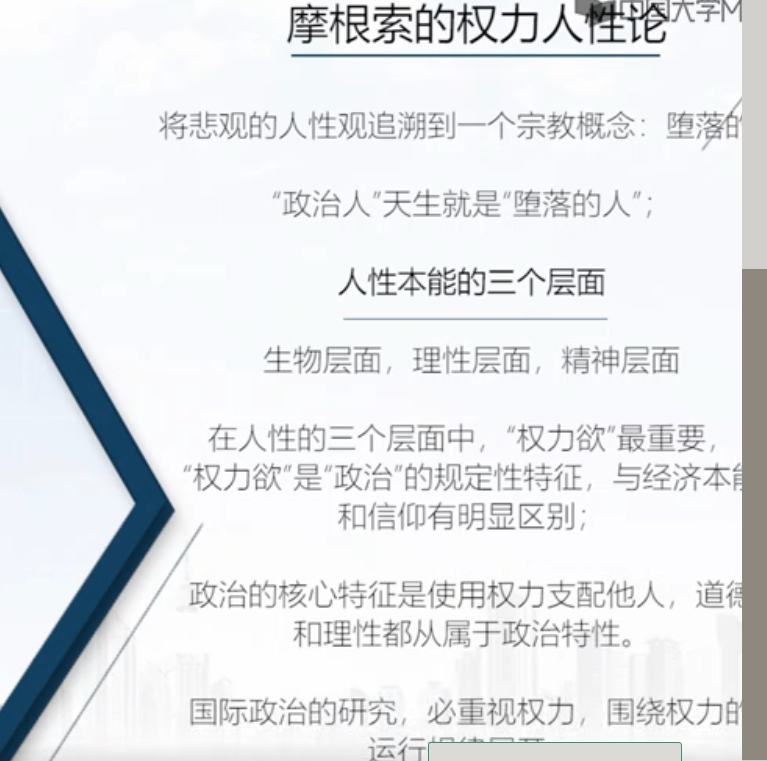 摩根索的权力人性论
中国大学M
将悲观的人性观追溯到一个宗教概念：堕落的
“政治人”天生就是“堕落的人”；
人性本能的三个层面
生物层面，理性层面，精神层面
在人性的三个层面中，“权力欲”最重要，
“权力欲”是“政治”的规定性特征，与经济本能
和信仰有明显区别；
政治的核心特征是使用权力支配他人，道德
和理性都从属于政治特性。
国际政治的研究，必重视权力，围绕权力的
运行